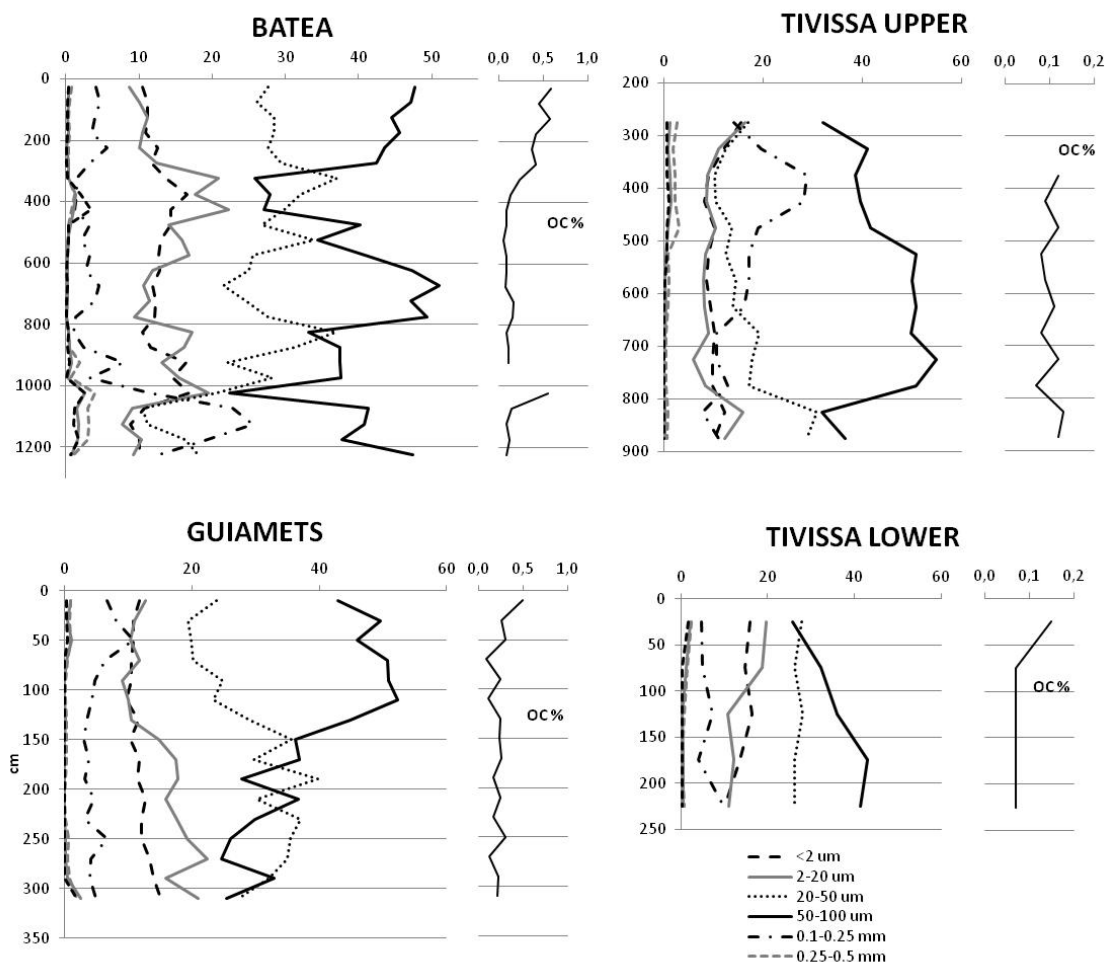 BATEA
0 10 20 30 40 50 0,0 0,5 1,0
0
200
400
600
800
1000
1200
OC %
TIVISSA UPPER
0 20 40 60 0,0 0,1 0,2
200
300
400
500
600
700
800
900
OC %
GUIAMETS
0 20 40 60 0,0 0,5 1,0
0
50
100
150
200
250
300
350
cm
OC %
TIVISSA LOWER
0 20 40 60 0,0 0,1 0,2
0
50
100
150
200
250
OC %
<2 um
2-20 um
20-50 um
50-100 um
0.1-0.25 mm
0.25-0.5 mm